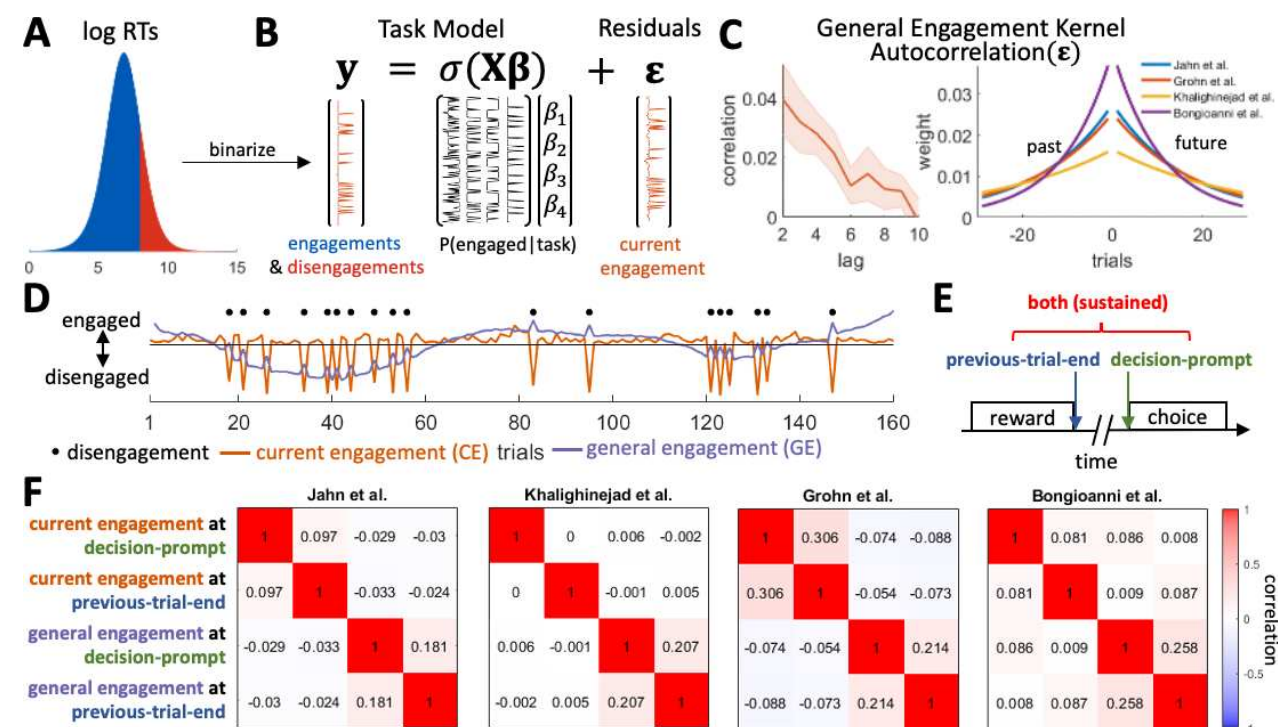 A
log RTs
0 5 10 15
binarize
B
Task Model
Residuals
y = σ(Xβ) + ε
β1
β2
β3
β4
engagements
& disengagements
P(engaged|task)
current
engagement
C
General Engagement Kernel
Autocorrelation(ε)
correlation
0.04
0.02
0
2 4 6 8 10
lag
weight
0.03
0.02
0.01
0
-20 0 20
trials
past
future
Jahn et al.
Grohn et al.
Khalighinejad et al.
Bongioanni et al.
D
engaged
disengaged
1 20 40 60 80 100 120 140 160
• disengagement — current engagement (CE) trials — general engagement (GE)
E
both (sustained)
previous-trial-end decision-prompt
reward // choice
time
F
Jahn et al. Khalighinejad et al. Grohn et al. Bongioanni et al.
current engagement at
decision-prompt
current engagement at
previous-trial-end
general engagement at
decision-prompt
general engagement at
previous-trial-end
1 0.097 -0.029 -0.03
0.097 1 -0.033 -0.024
-0.029 -0.033 1 0.181
-0.03 -0.024 0.181 1
1 0 0.006 -0.002
0 1 -0.001 0.005
0.006 -0.001 1 0.207
-0.002 0.005 0.207 1
1 0.306 -0.074 -0.088
0.306 1 -0.054 -0.073
-0.074 -0.054 1 0.214
-0.088 -0.073 0.214 1
1 0.081 0.086 0.008
0.081 1 0.009 0.087
0.086 0.009 1 0.258
0.008 0.087 0.258 1
1
0.5
0
-0.5
-1
correlation